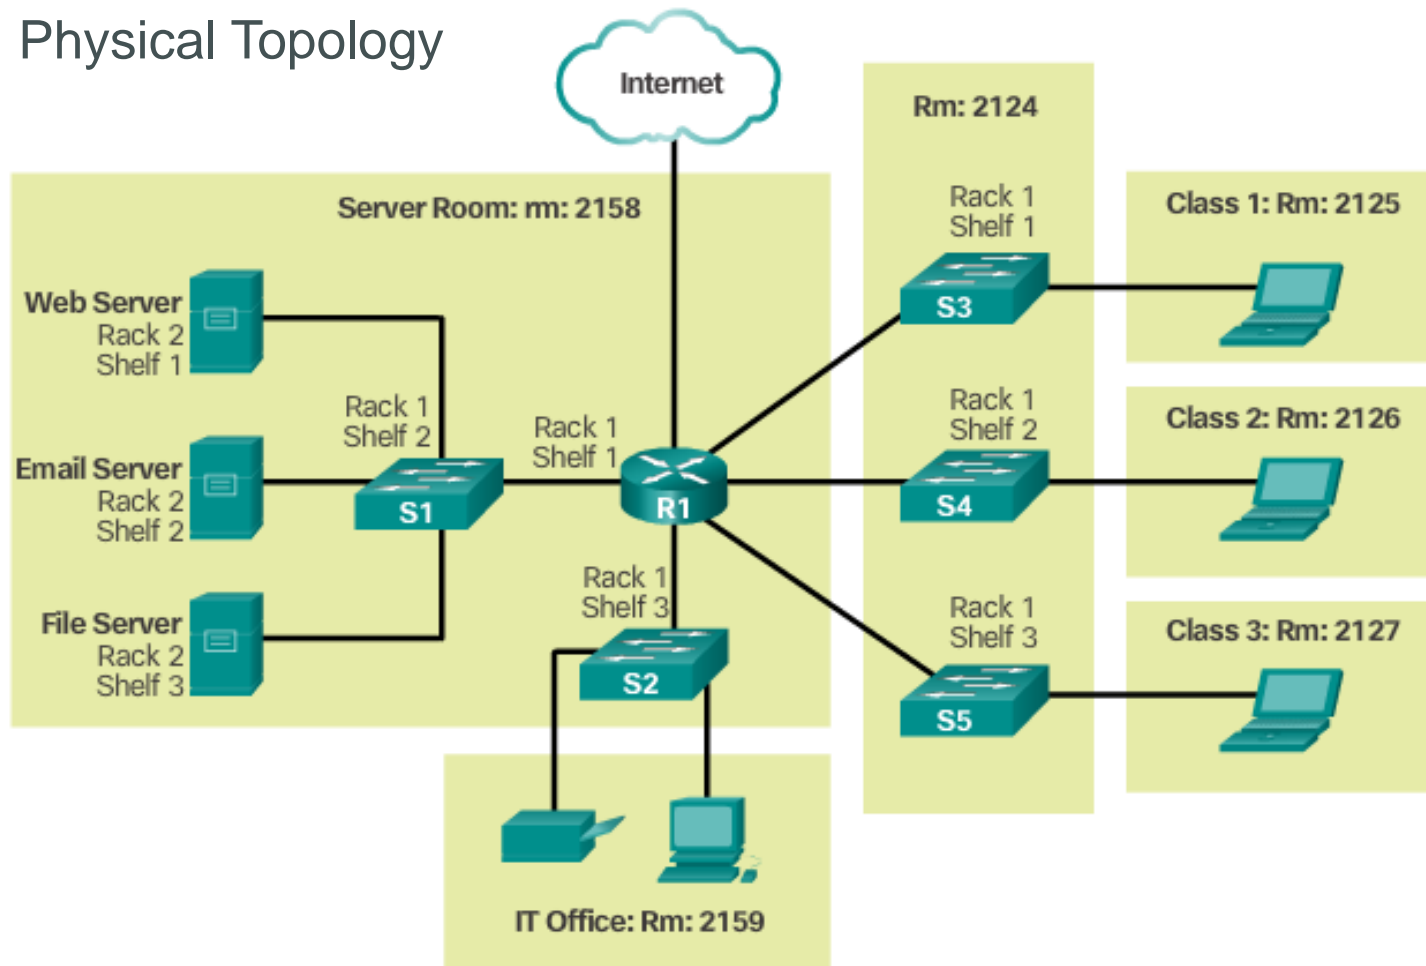 Physical Topology
Internet
Rm: 2124
Server Room: rm: 2158
Rack 1
Shelf 1
Class 1: Rm: 2125
Web Server
Rack 2
Shelf 1
S3
Rack 1
Shelf 2
Rack 1
Shelf 1
Rack 1
Shelf 2
Class 2: Rm: 2126
Email Server
Rack 2
Shelf 2
S1
R1
S4
Rack 1
Shelf 3
Rack 1
Shelf 3
Class 3: Rm: 2127
File Server
Rack 2
Shelf 3
S2
S5
IT Office: Rm: 2159